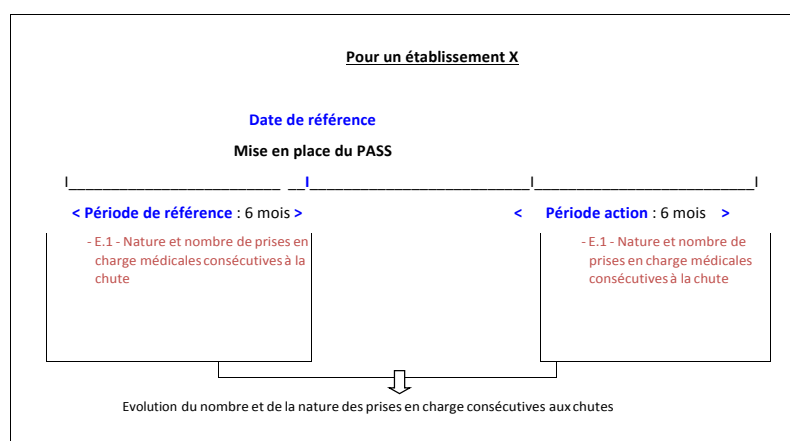 Pour un établissement X
Date de référence
Mise en place du PASS
I_________________________ __I__________________________I__________________________I
< Période de référence : 6 mois >
< Période action : 6 mois >
- E.1 - Nature et nombre de prises en
charge médicales consécutives à la
chute
- E.1 - Nature et nombre de
prises en charge médicales
consécutives à la chute
Evolution du nombre et de la nature des prises en charge consécutives aux chutes